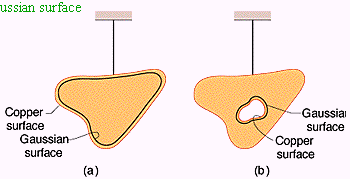 ussian surface
Copper
surface
Gaussian
surface
Gaussian
surface
Copper
surface
(a)
(b)